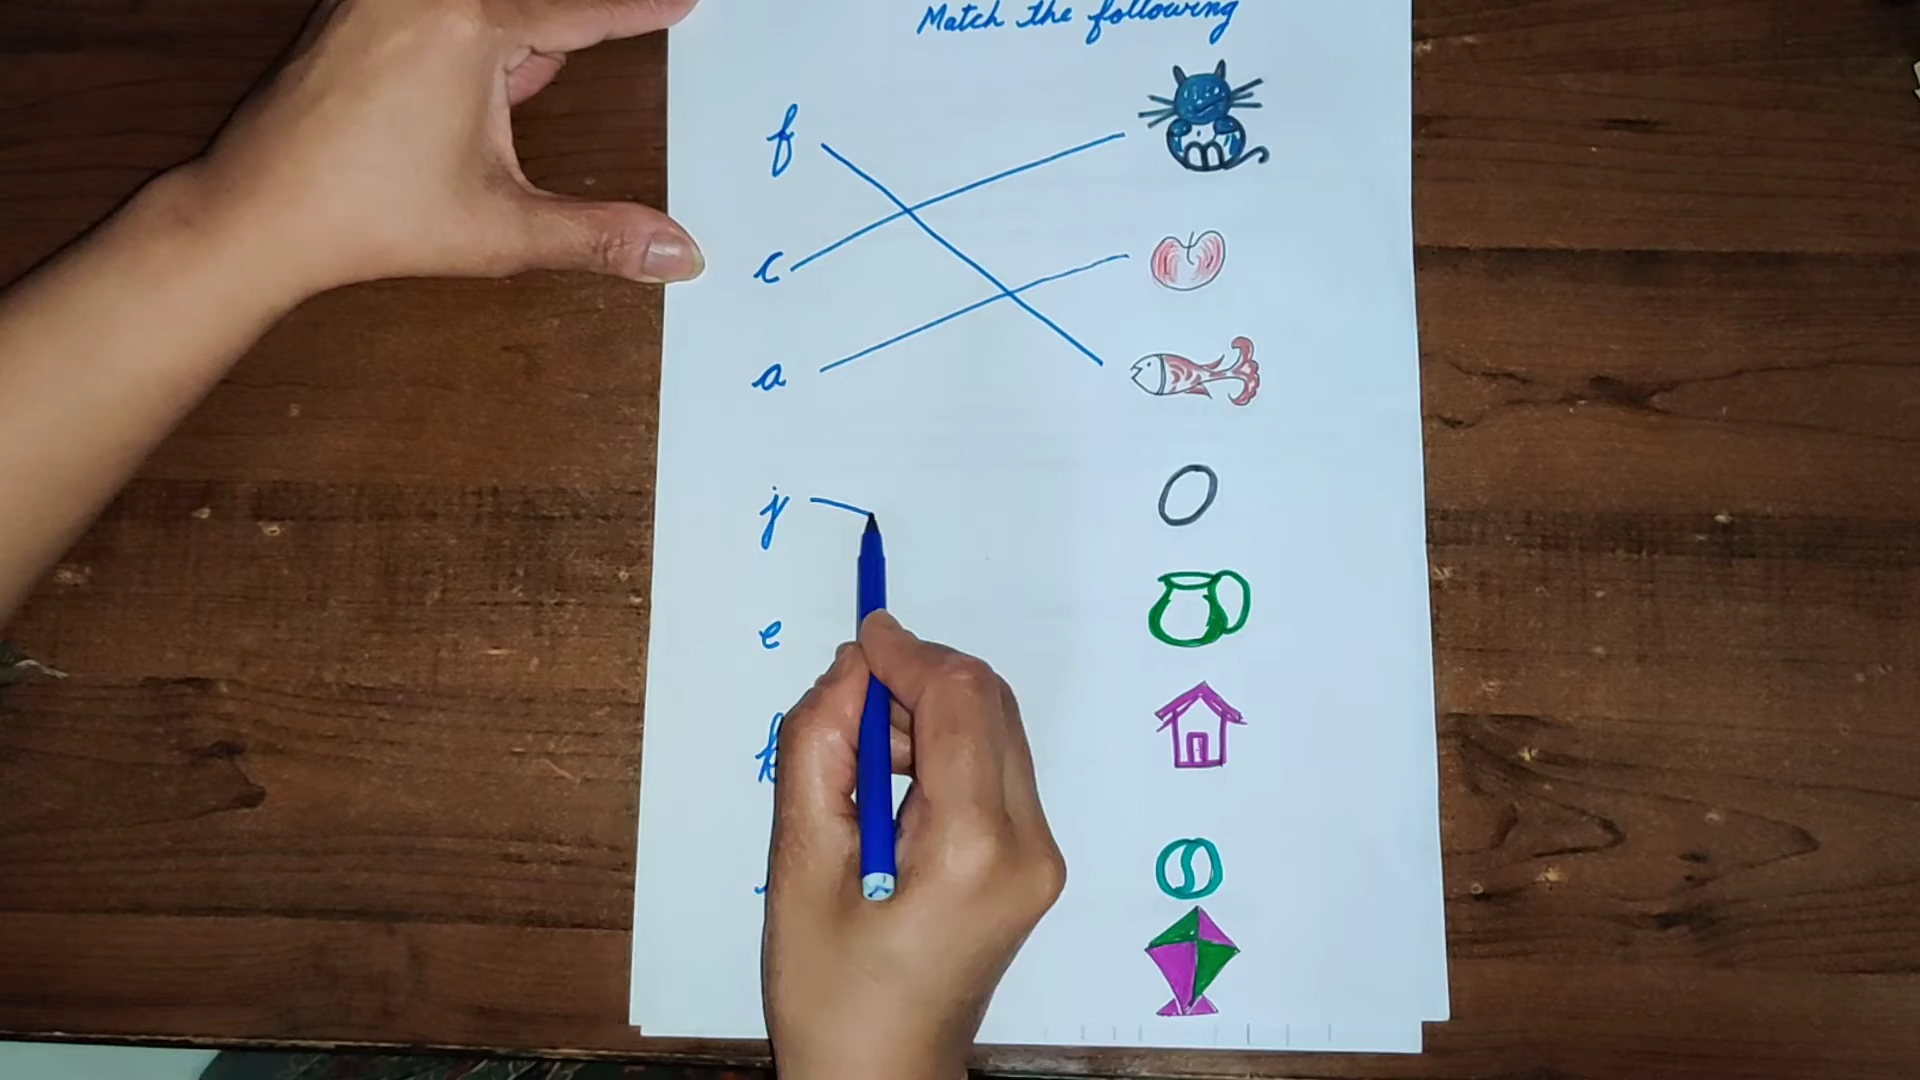 Match the following
f
c
a
j
e